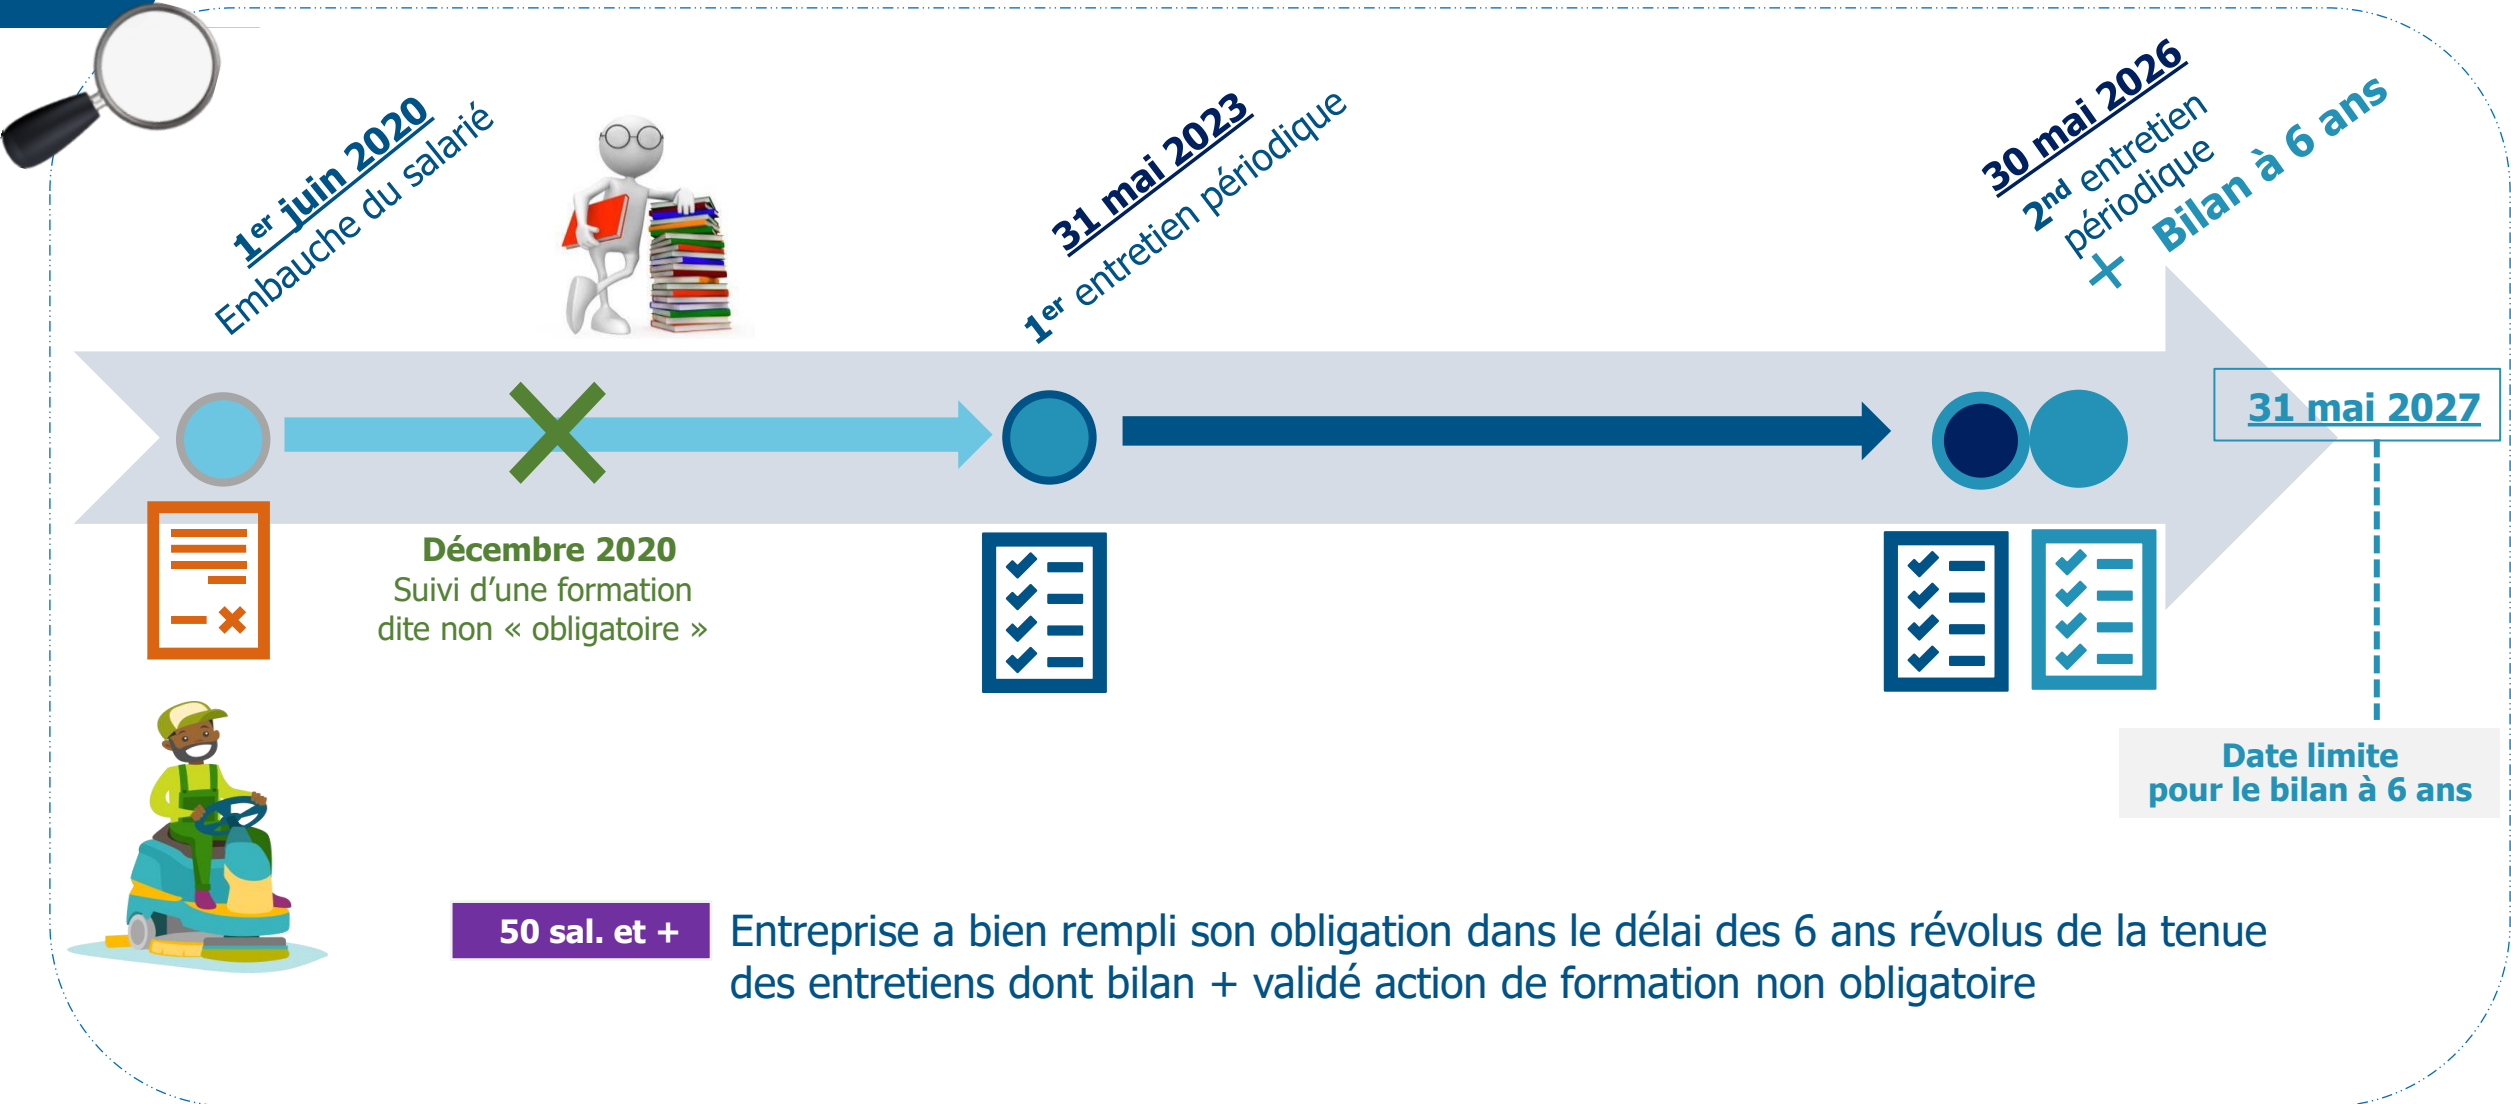 1er juin 2020
Embauche du salarié
31 mai 2023
1er entretien périodique
30 mai 2026
2nd entretien
périodique
+ Bilan à 6 ans
31 mai 2027
Décembre 2020
Suivi d’une formation
dite non « obligatoire »
Date limite
pour le bilan à 6 ans
50 sal. et +
Entreprise a bien rempli son obligation dans le délai des 6 ans révolus de la tenue
des entretiens dont bilan + validé action de formation non obligatoire